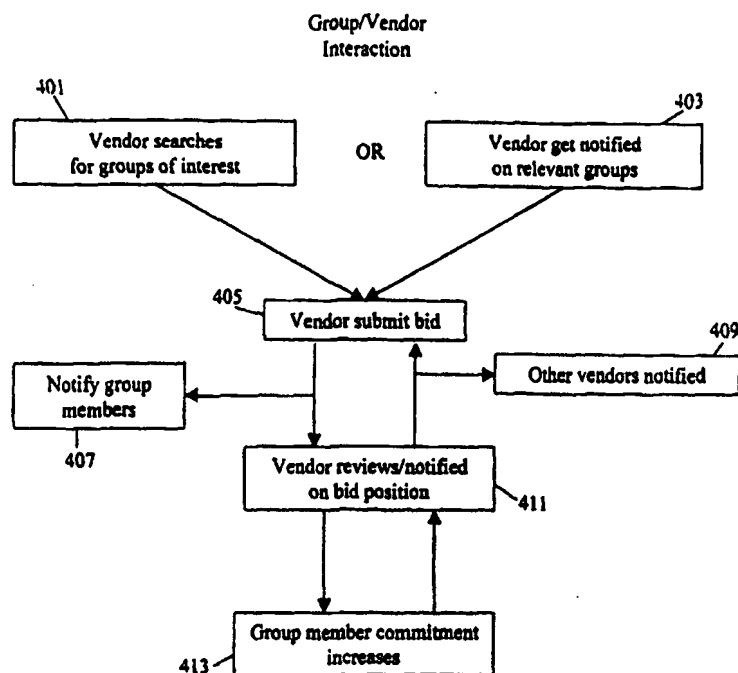 Group/Vendor
Interaction
401
403
Vendor searches
for groups of interest
OR
Vendor get notified
on relevant groups
405
Vendor submit bid
409
Notify group
members
Other vendors notified
407
Vendor reviews/notified
on bid position
411
Group member commitment
increases
413